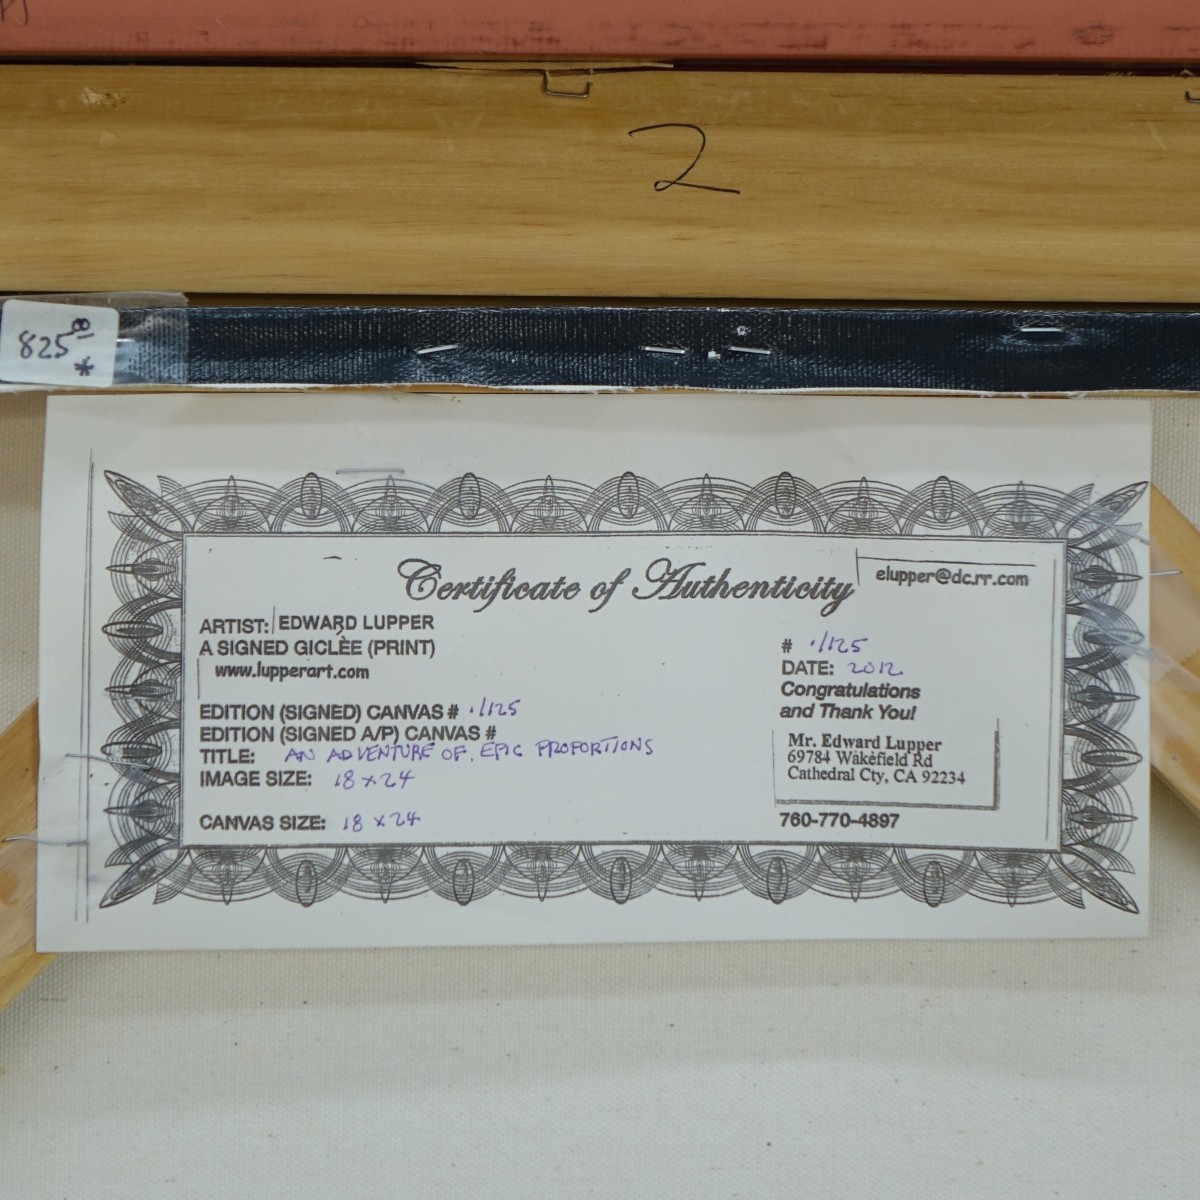 2
825 18
*
Certificate of Authenticity
elupper@dc.rr.com
ARTIST: EDWARD LUPPER
A SIGNED GICLÈE (PRINT)
www.lupperart.com
EDITION (SIGNED) CANVAS # ·/125
EDITION (SIGNED A/P) CANVAS #
TITLE: AN ADVENTURE OF. EPIC PROPORTIONS
IMAGE SIZE: 18 x 24
CANVAS SIZE: 18 x 24
# ·/125
DATE: 2012
Congratulations
and Thank You!
Mr. Edward Lupper
69784 Wakefield Rd
Cathedral Cty, CA 92234
760-770-4897